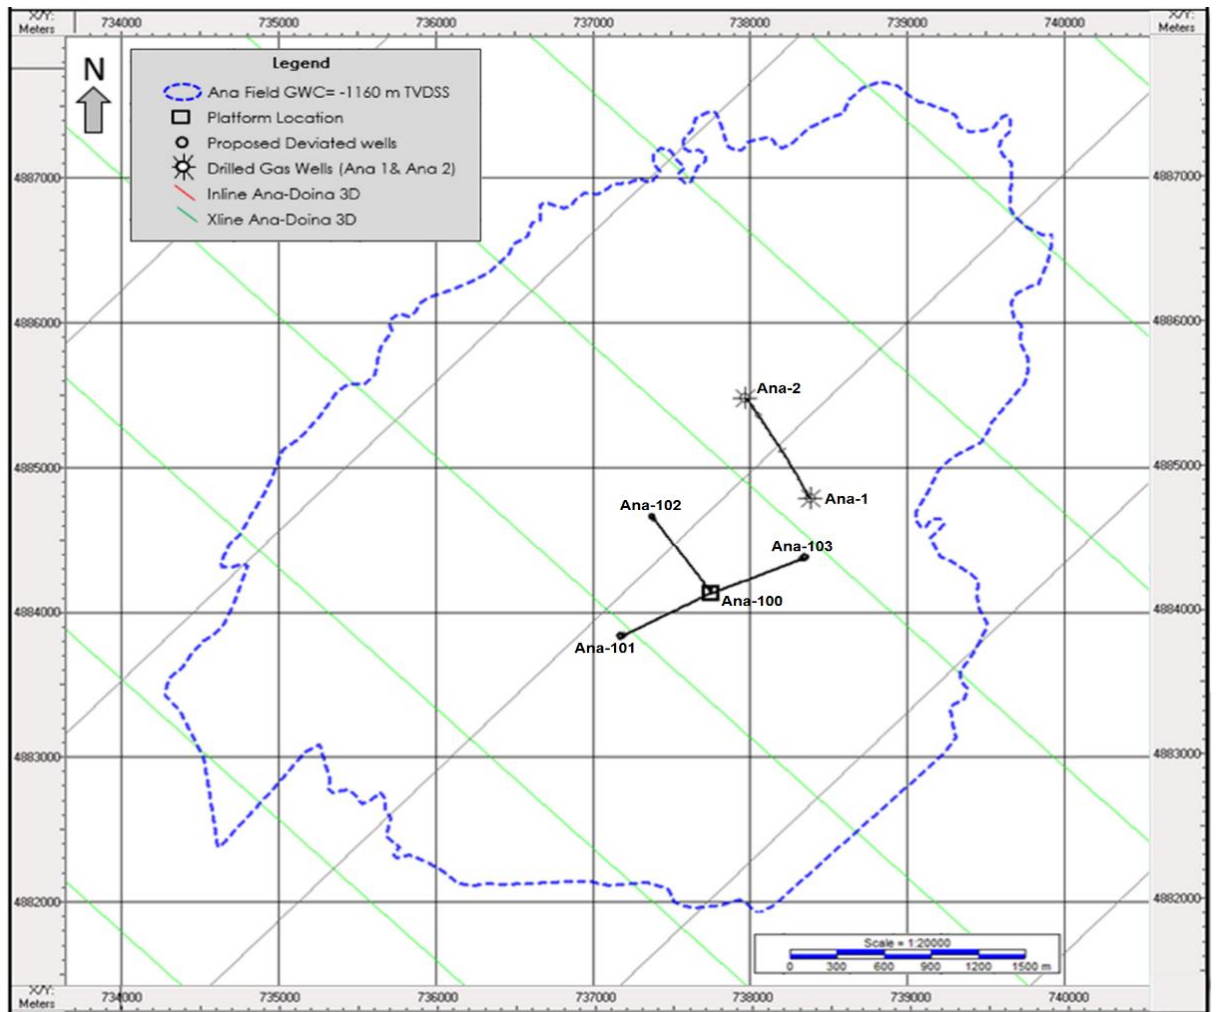 X/Y:
Meters
734000 735000 736000 737000 738000 739000 740000
X/Y:
Meters
N
Legend
Ana Field GWC= -1160 m TVDSS
Platform Location
Proposed Deviated wells
Drilled Gas Wells (Ana 1& Ana 2)
Inline Ana-Doina 3D
Xline Ana-Doina 3D
4887000 4887000
4886000 4886000
Ana-2
4885000 4885000
Ana-1
Ana-102
Ana-103
Ana-100
4884000 4884000
Ana-101
4883000 4883000
4882000 4882000
Scale = 1:20000
0 300 600 900 1200 1500 m
X/Y:
Meters
734000 735000 736000 737000 738000 739000 740000
X/Y:
Meters